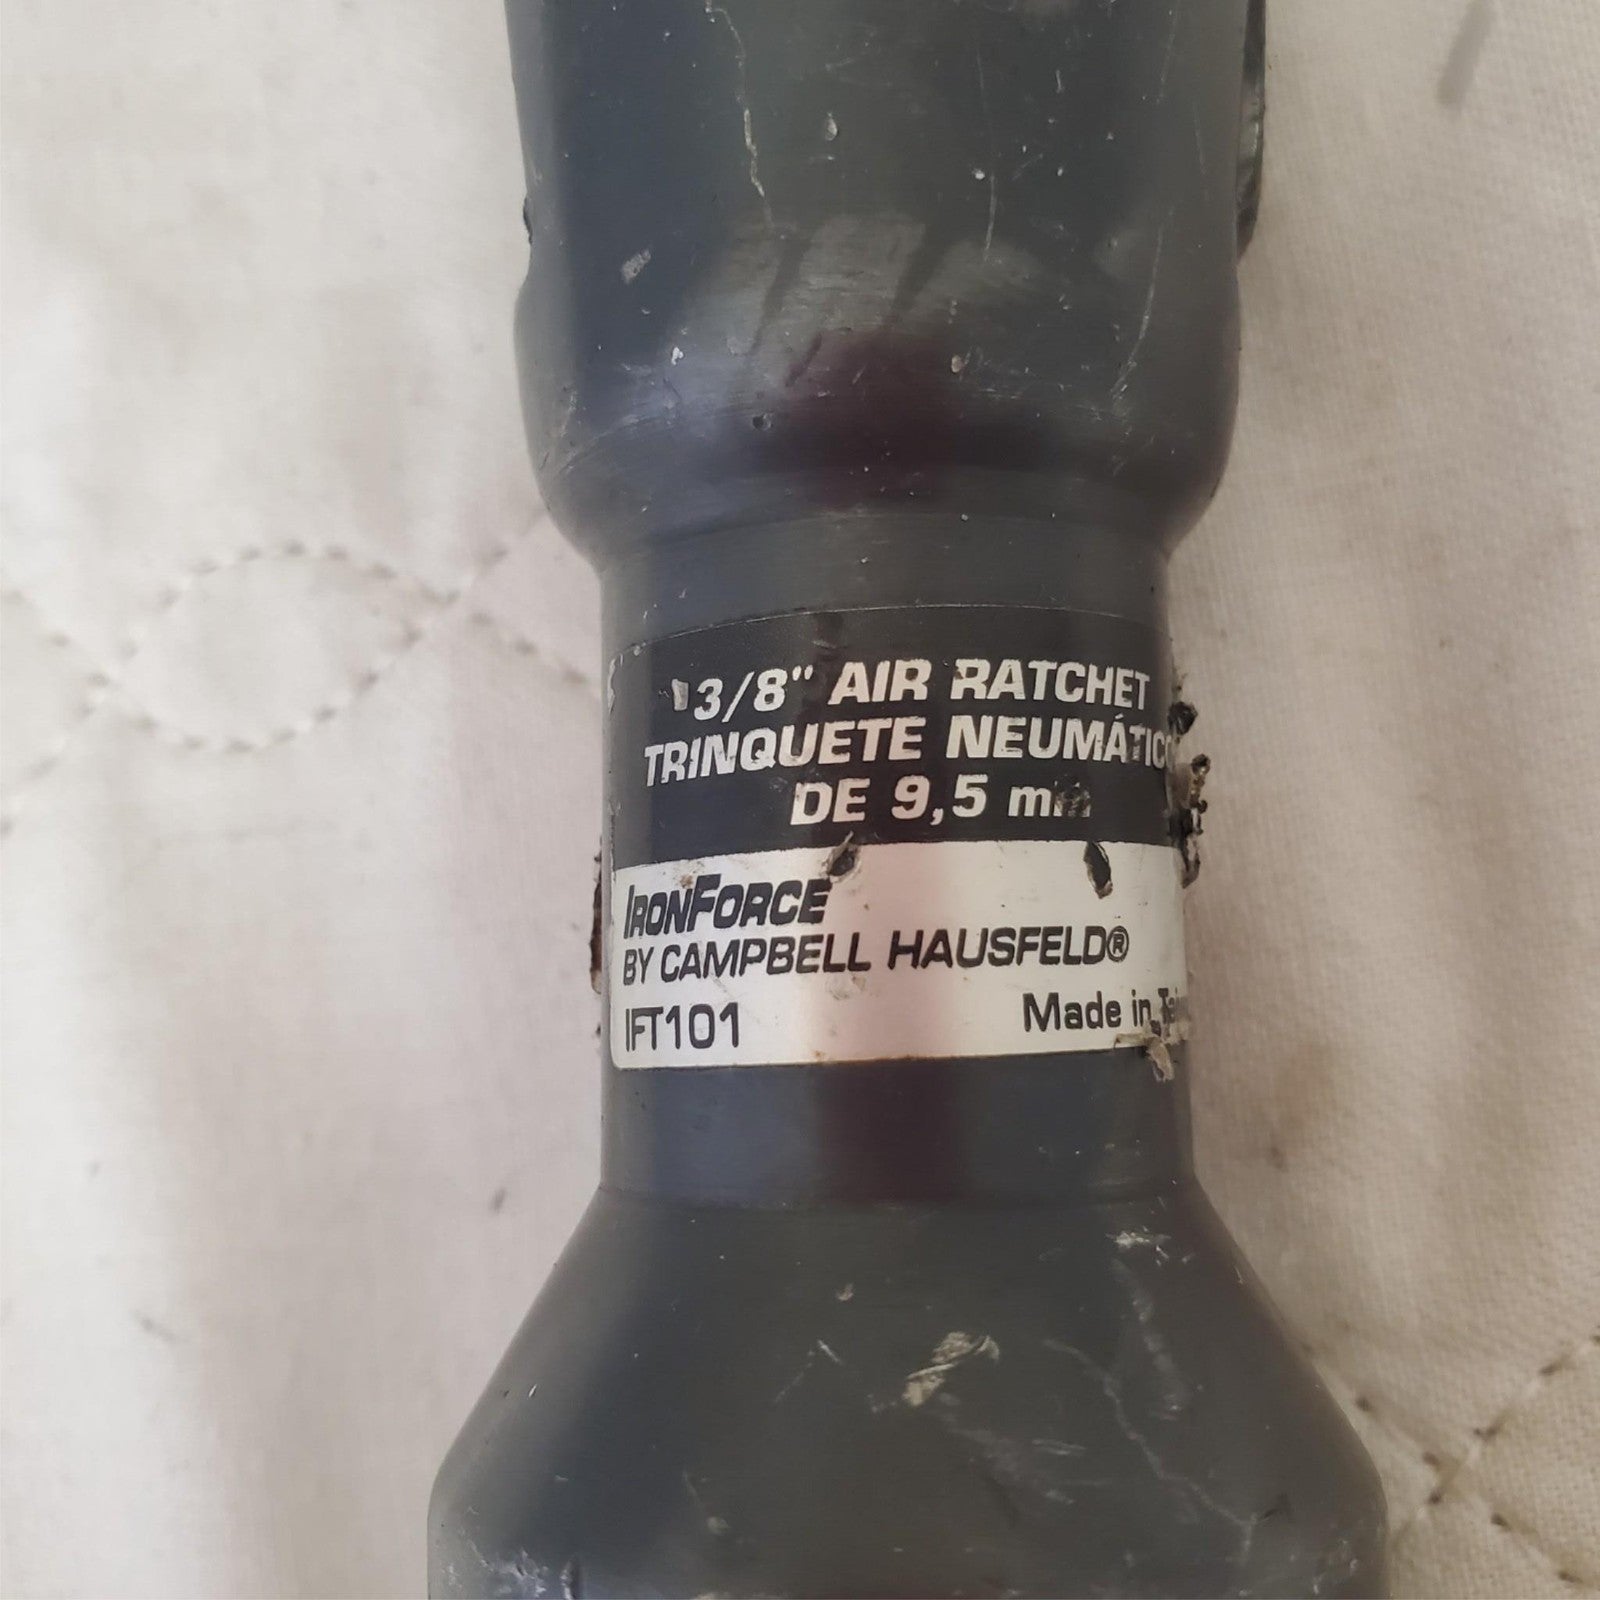 3/8" AIR RATCHET
TRINQUETE NEUMÁTICO
DE 9,5 mm
IRONFORCE
BY CAMPBELL HAUSFELD®
IFT101
Made in